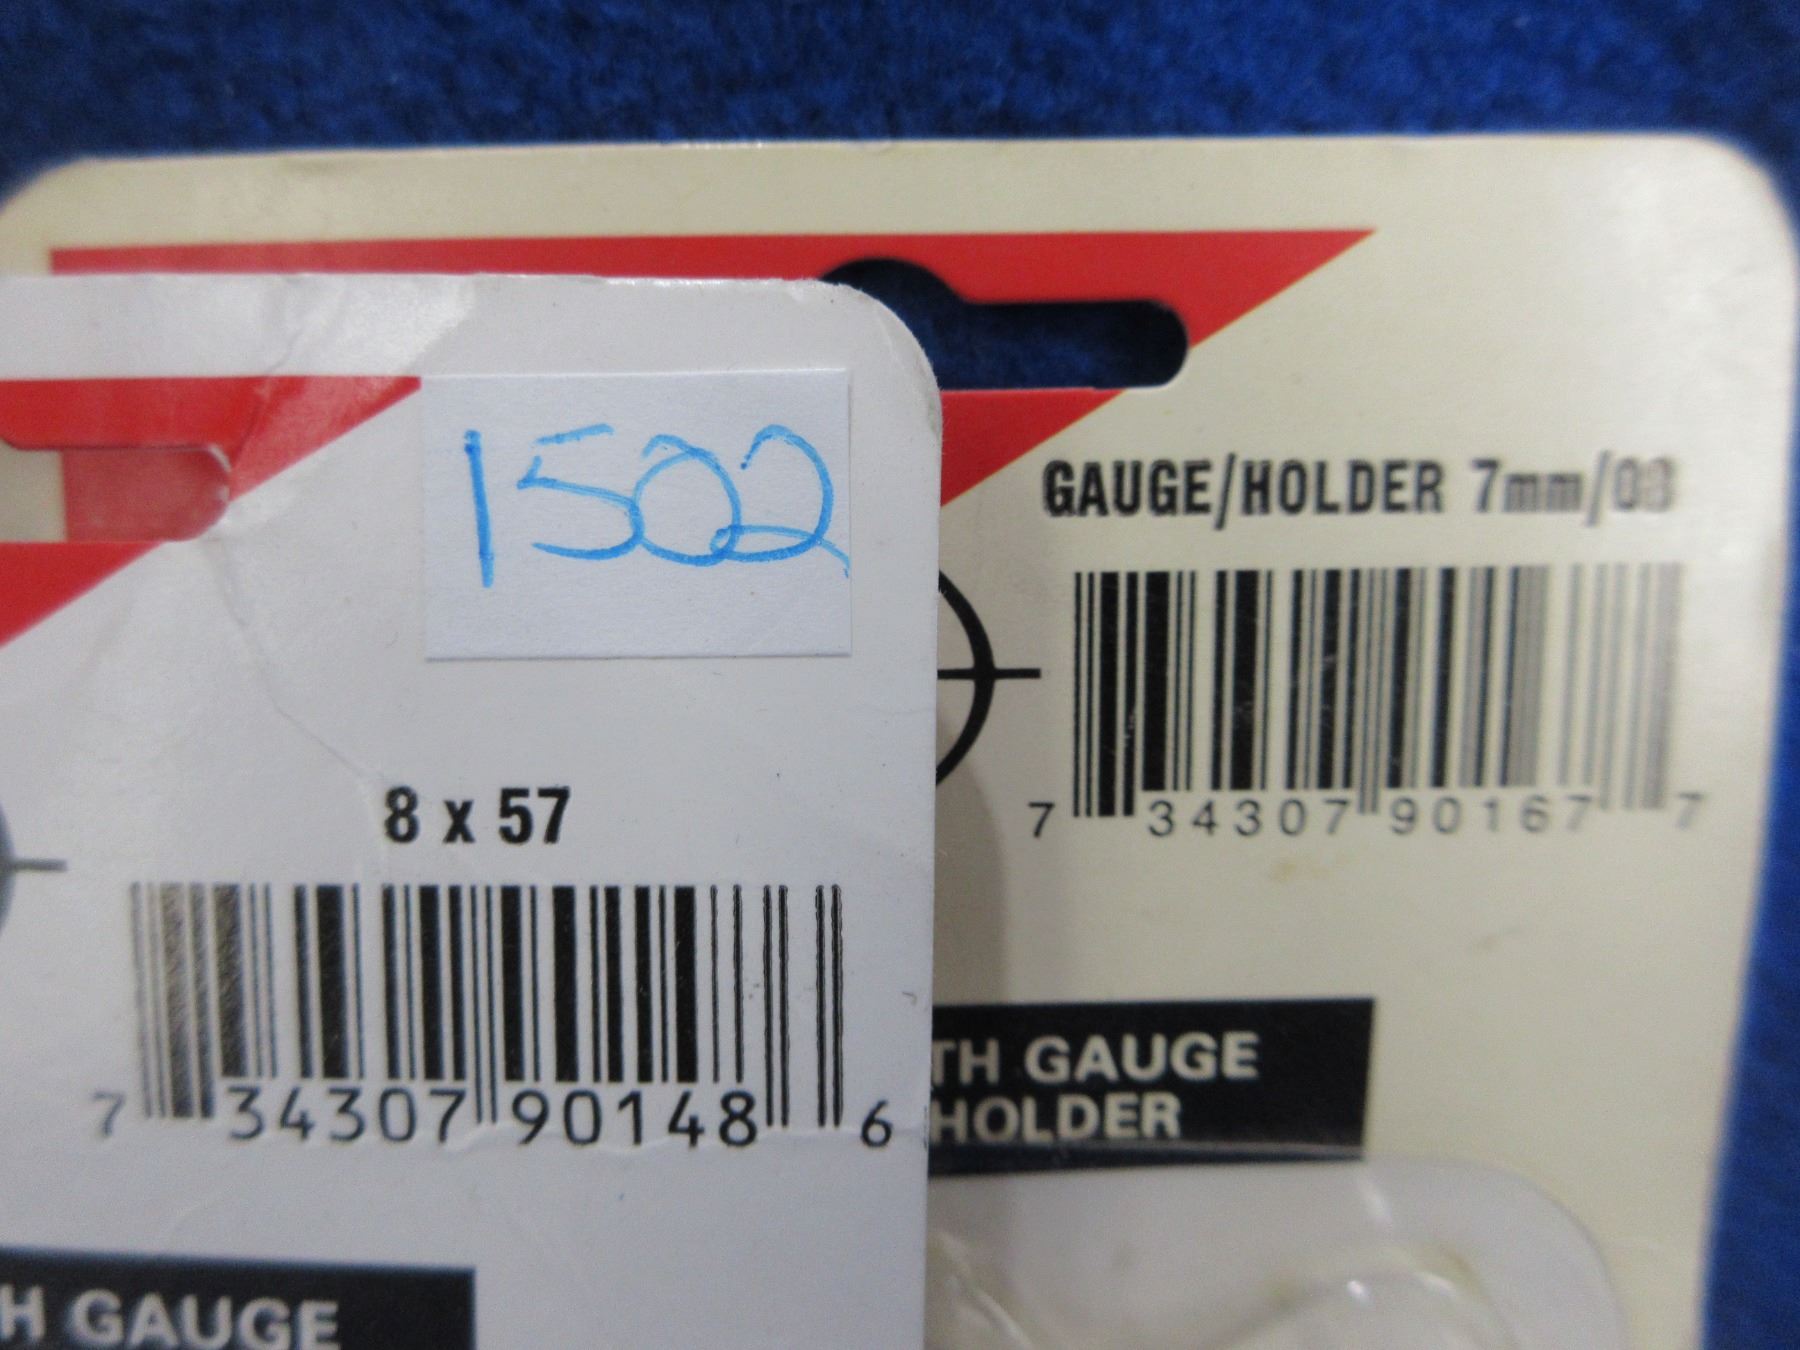 1502
8 x 57
7 34307 90148 6
H GAUGE
GAUGE/HOLDER 7mm/08
7 34307 90167 7
TH GAUGE
HOLDER